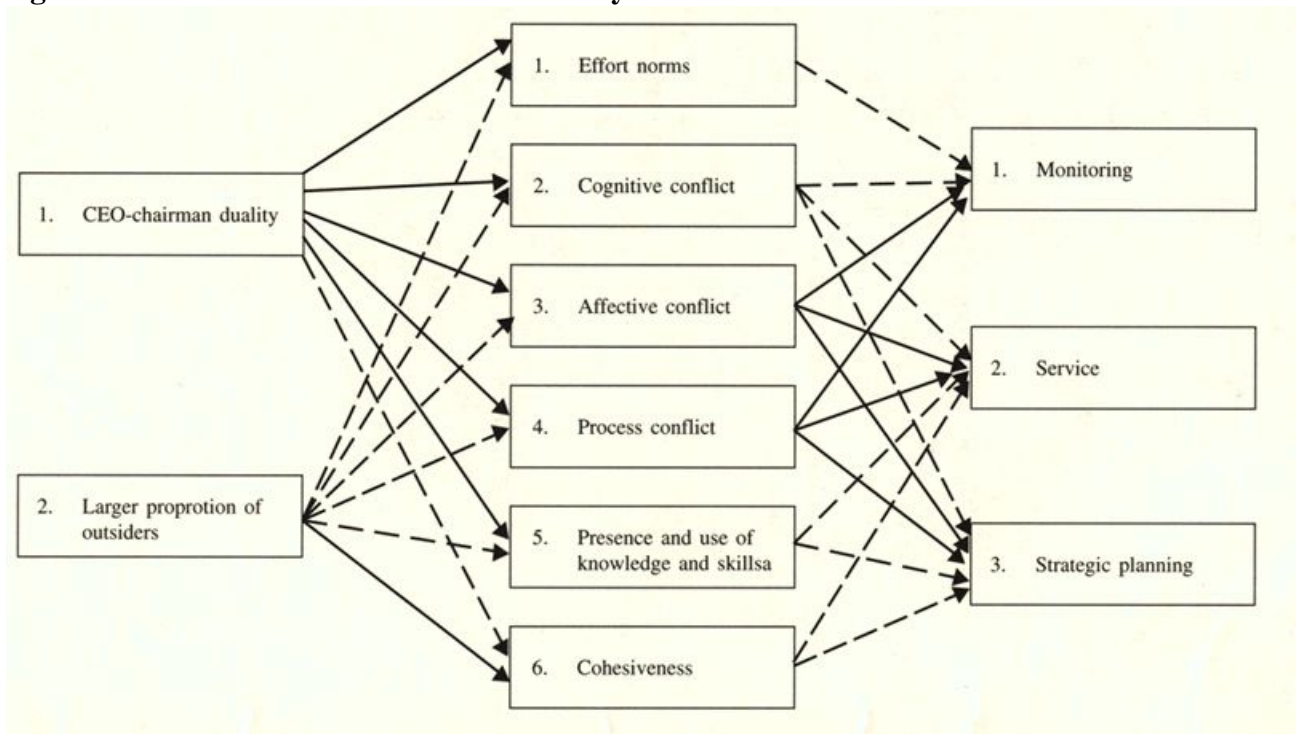 1. CEO-chairman duality
2. Larger proprotion of
outsiders
1. Effort norms
2. Cognitive conflict
3. Affective conflict
4. Process conflict
5. Presence and use of
knowledge and skillsa
6. Cohesiveness
1. Monitoring
2. Service
3. Strategic planning